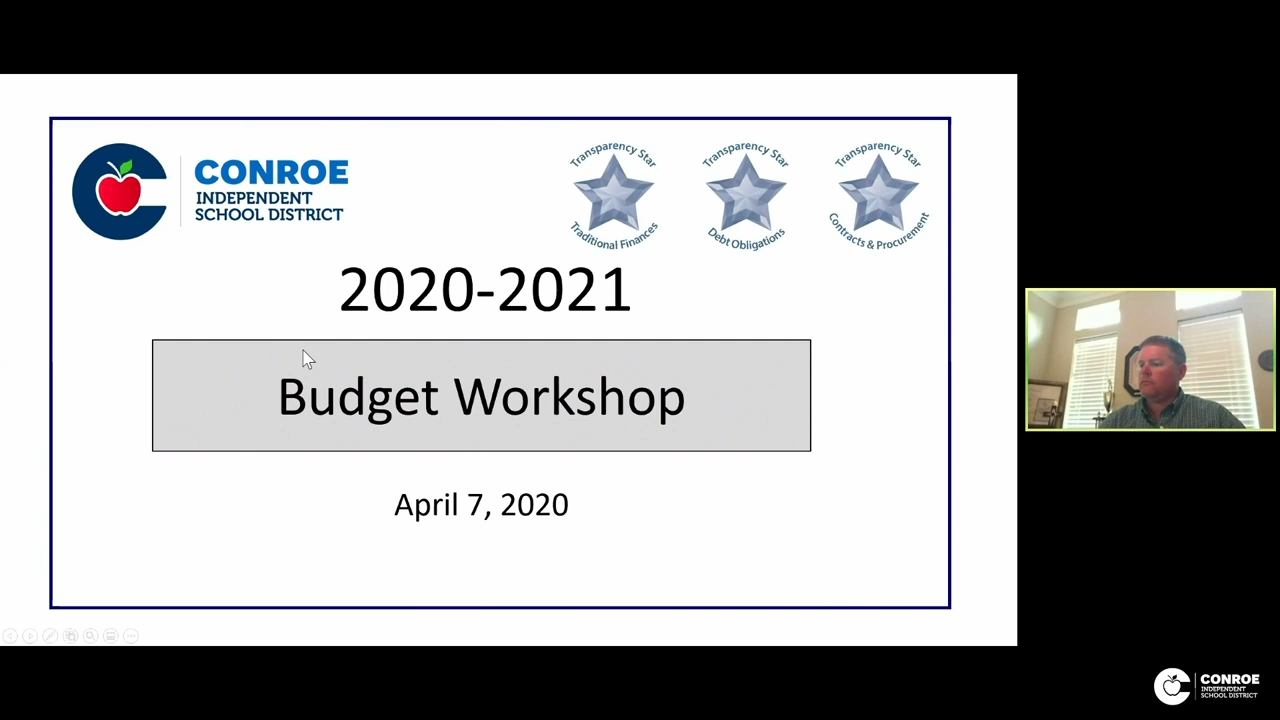 CONROE
INDEPENDENT
SCHOOL DISTRICT
Transparency Star
Traditional Finances
Transparency Star
Debt Obligations
Transparency Star
Contracts & Procurement
2020-2021
Budget Workshop
April 7, 2020
CONROE
INDEPENDENT
SCHOOL DISTRICT